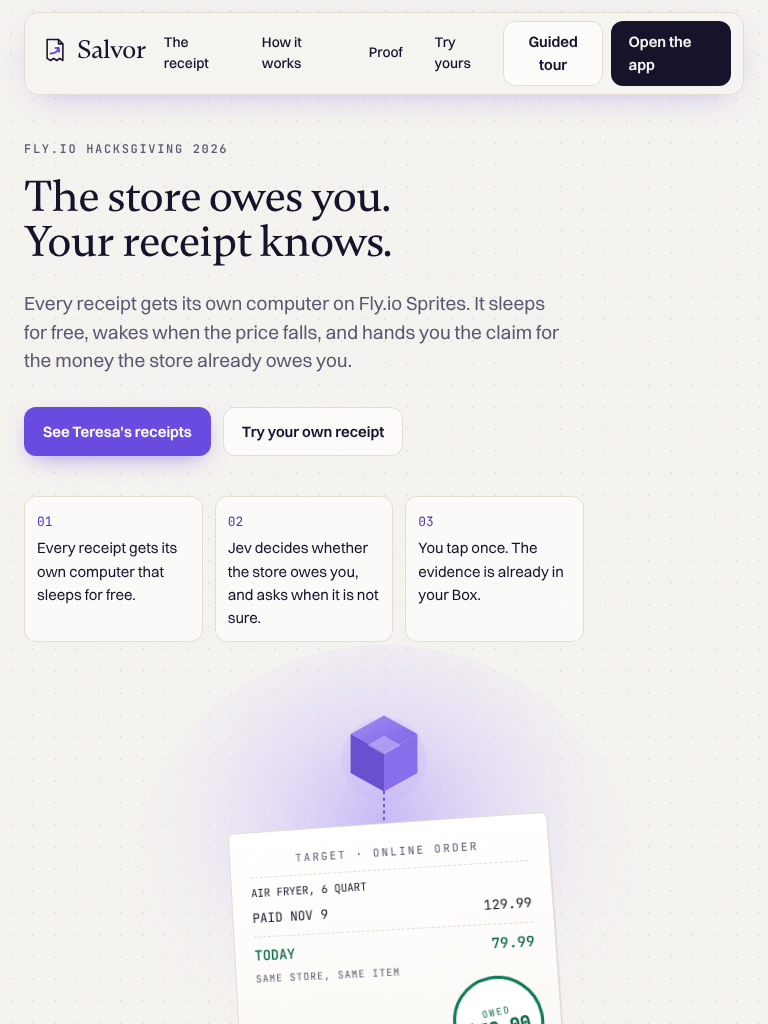 Salvor
The receipt
How it works
Proof
Try yours
Guided tour
Open the app
FLY.IO HACKSGIVING 2026
The store owes you.
Your receipt knows.
Every receipt gets its own computer on Fly.io Sprites. It sleeps
for free, wakes when the price falls, and hands you the claim for
the money the store already owes you.
See Teresa's receipts
Try your own receipt
01
Every receipt gets its
own computer that
sleeps for free.
02
Jev decides whether
the store owes you,
and asks when it is not
sure.
03
You tap once. The
evidence is already in
your Box.
TARGET · ONLINE ORDER
AIR FRYER, 6 QUART
PAID NOV 9 129.99
TODAY 79.99
SAME STORE, SAME ITEM
OWED